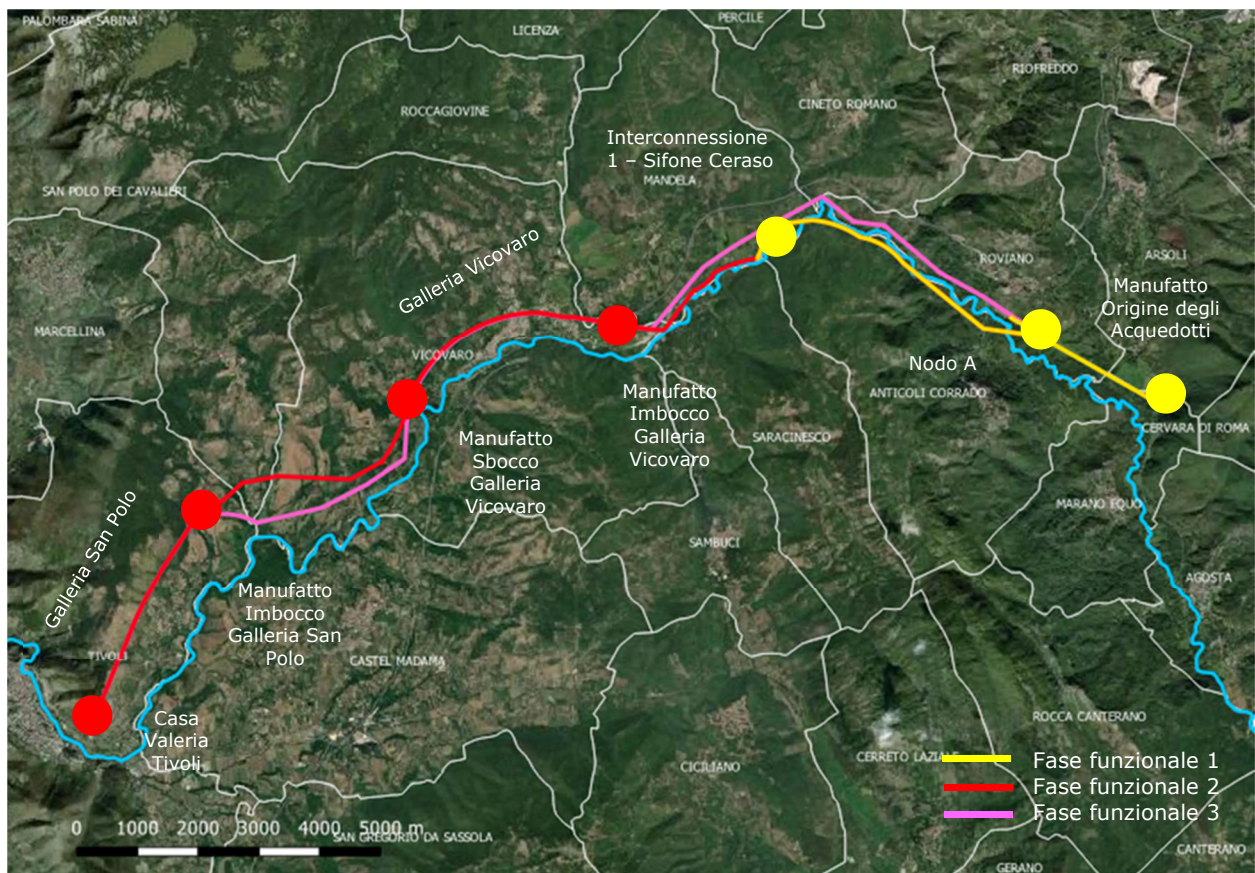 PALOMBARA SABINA
PERCILE
LICENZA
RIOFREDDO
ROCCAGIOVINE
CINETO ROMANO
Interconnessione
1 – Sifone Ceraso
MANDELA
SAN POLO DEI CAVALIERI
Galleria Vicovaro
ROVIANO
ARSOLI
Manufatto
Origine degli
Acquedotti
MARCELLINA
VICOVARO
Nodo A
ANTICOLI CORRADO
Manufatto
Imbocco
Galleria
Vicovaro
CERVARA DI ROMA
SARACINESCO
Manufatto
Sbocco
Galleria
Vicovaro
Galleria San Polo
MARANO EQUO
SAMBUCI
AGOSTA
Manufatto
Imbocco
Galleria San
Polo
TIVOLI
CASTEL MADAMA
Casa
Valeria
Tivoli
ROCCA CANTERANO
CERRETO LAZIALE
CICILIANO
Fase funzionale 1
Fase funzionale 2
Fase funzionale 3
0 1000 2000 3000 4000 5000 m
SAN GREGORIO DA SASSOLA
CANTERANO
GERANO